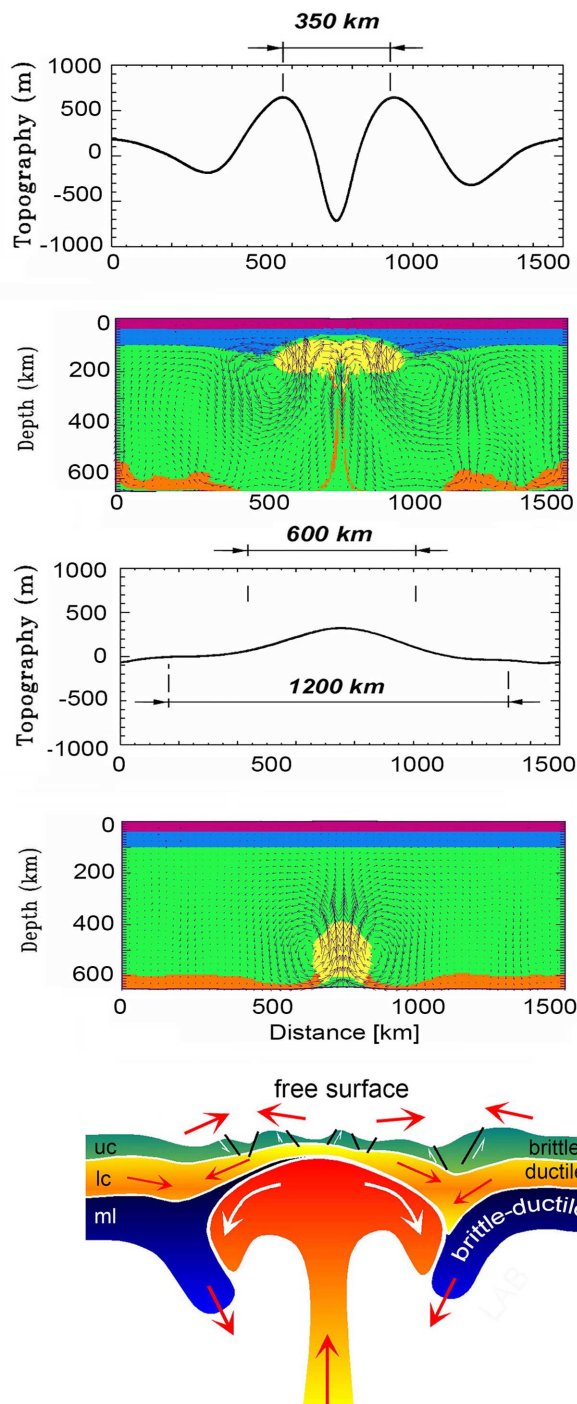 350 km
Topography (m)
1000
500
0
-500
-1000
0 500 1000 1500
Depth (km)
0
200
400
600
0 500 1000 1500
600 km
Topography (m)
1000
500
0
-500
-1000
1200 km
0 500 1000 1500
Depth (km)
0
200
400
600
0 500 1000 1500
Distance [km]
free surface
uc brittle
lc ductile
ml brittle-ductile
LAB